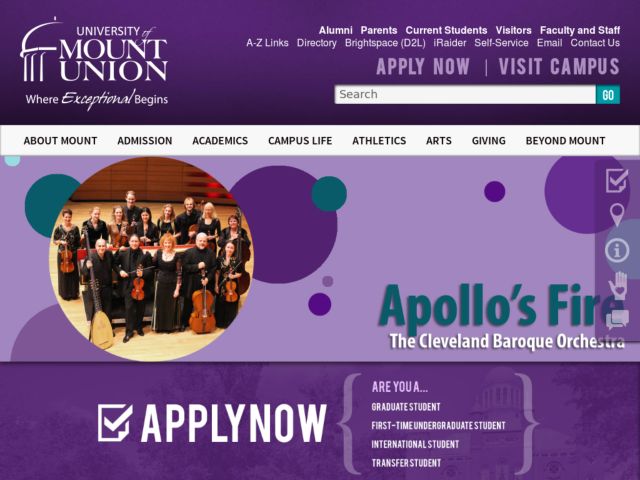 UNIVERSITY of
MOUNT
UNION
Where Exceptional Begins
Alumni Parents Current Students Visitors Faculty and Staff
A-Z Links Directory Brightspace (D2L) iRaider Self-Service Email Contact Us
APPLY NOW | VISIT CAMPUS
Search GO
ABOUT MOUNT ADMISSION ACADEMICS CAMPUS LIFE ATHLETICS ARTS GIVING BEYOND MOUNT
Apollo's Fire
The Cleveland Baroque Orchestra
APPLY NOW
ARE YOU A...
GRADUATE STUDENT
FIRST-TIME UNDERGRADUATE STUDENT
INTERNATIONAL STUDENT
TRANSFER STUDENT